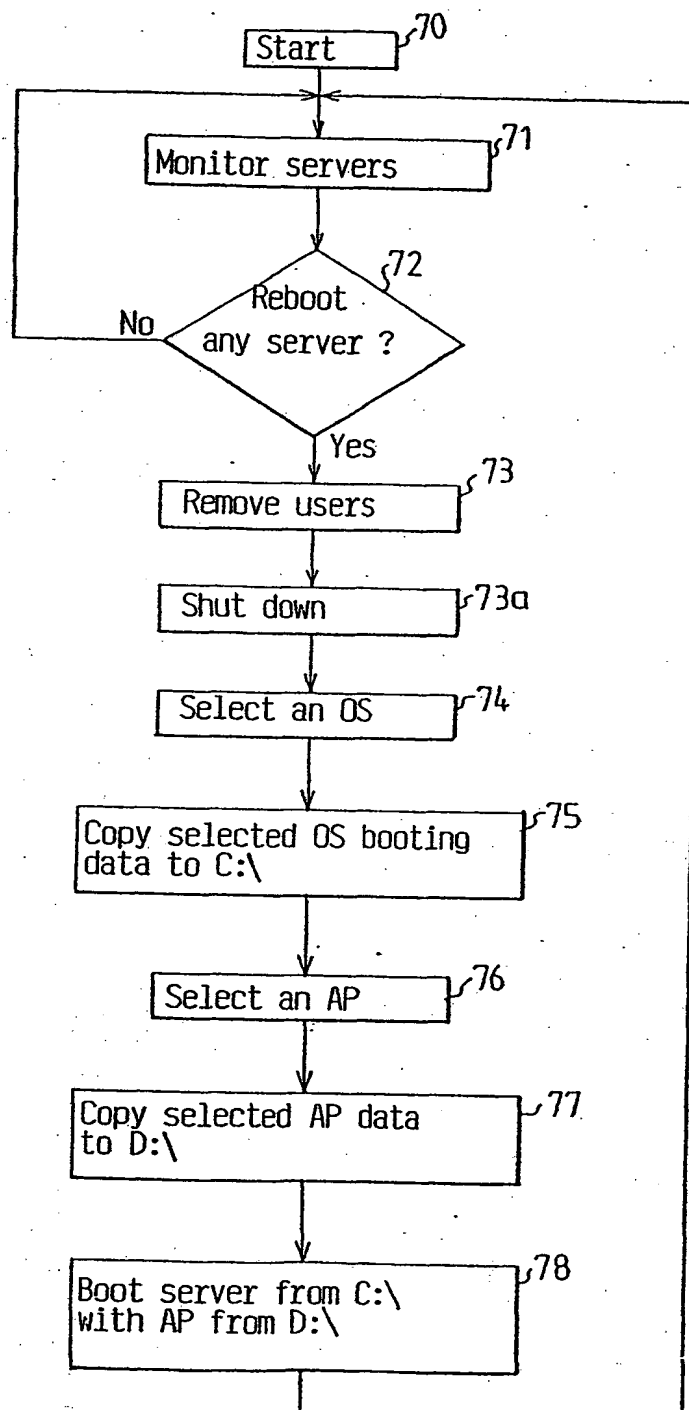 Start
70
Monitor servers
71
72
Reboot
any server ?
No
Yes
Remove users
73
Shut down
73a
Select an OS
74
Copy selected OS booting
data to C:\
75
Select an AP
76
Copy selected AP data
to D:\
77
Boot server from C:\
with AP from D:\
78